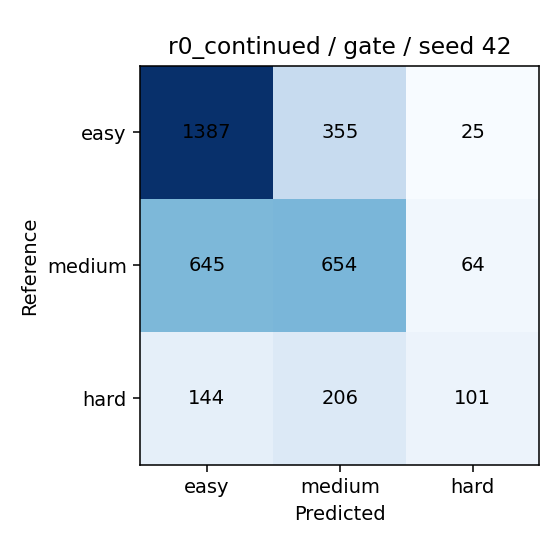 r0_continued / gate / seed 42
easy 1387 355 25
medium 645 654 64
hard 144 206 101
Reference
easy medium hard
Predicted